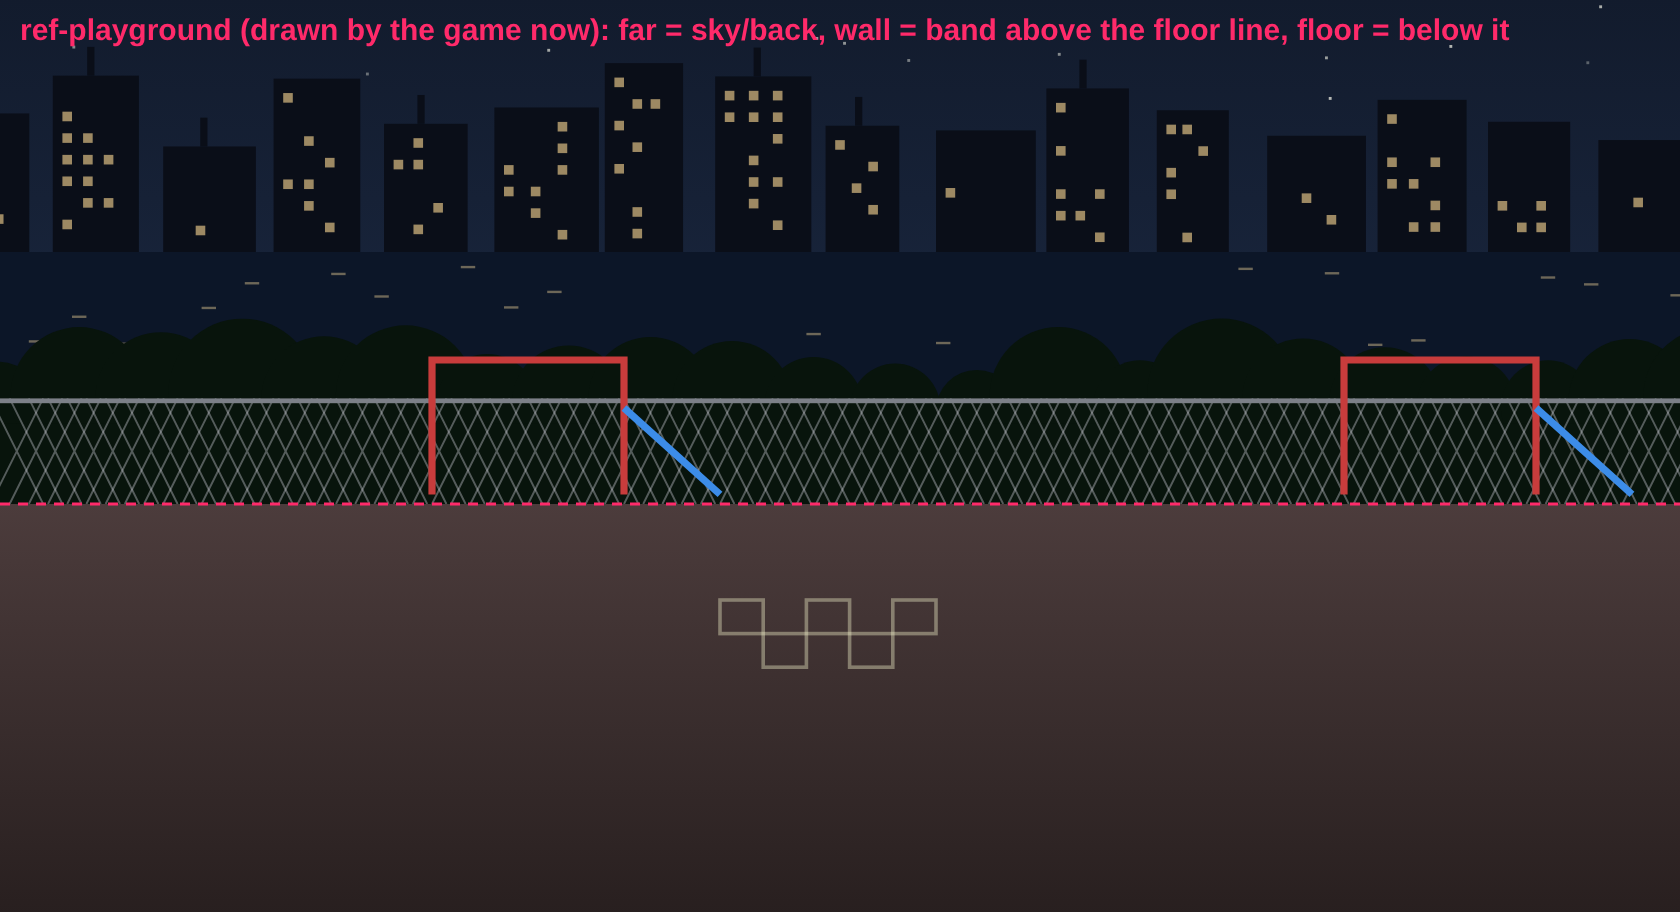 ref-playground (drawn by the game now): far = sky/back, wall = band above the floor line, floor = below it